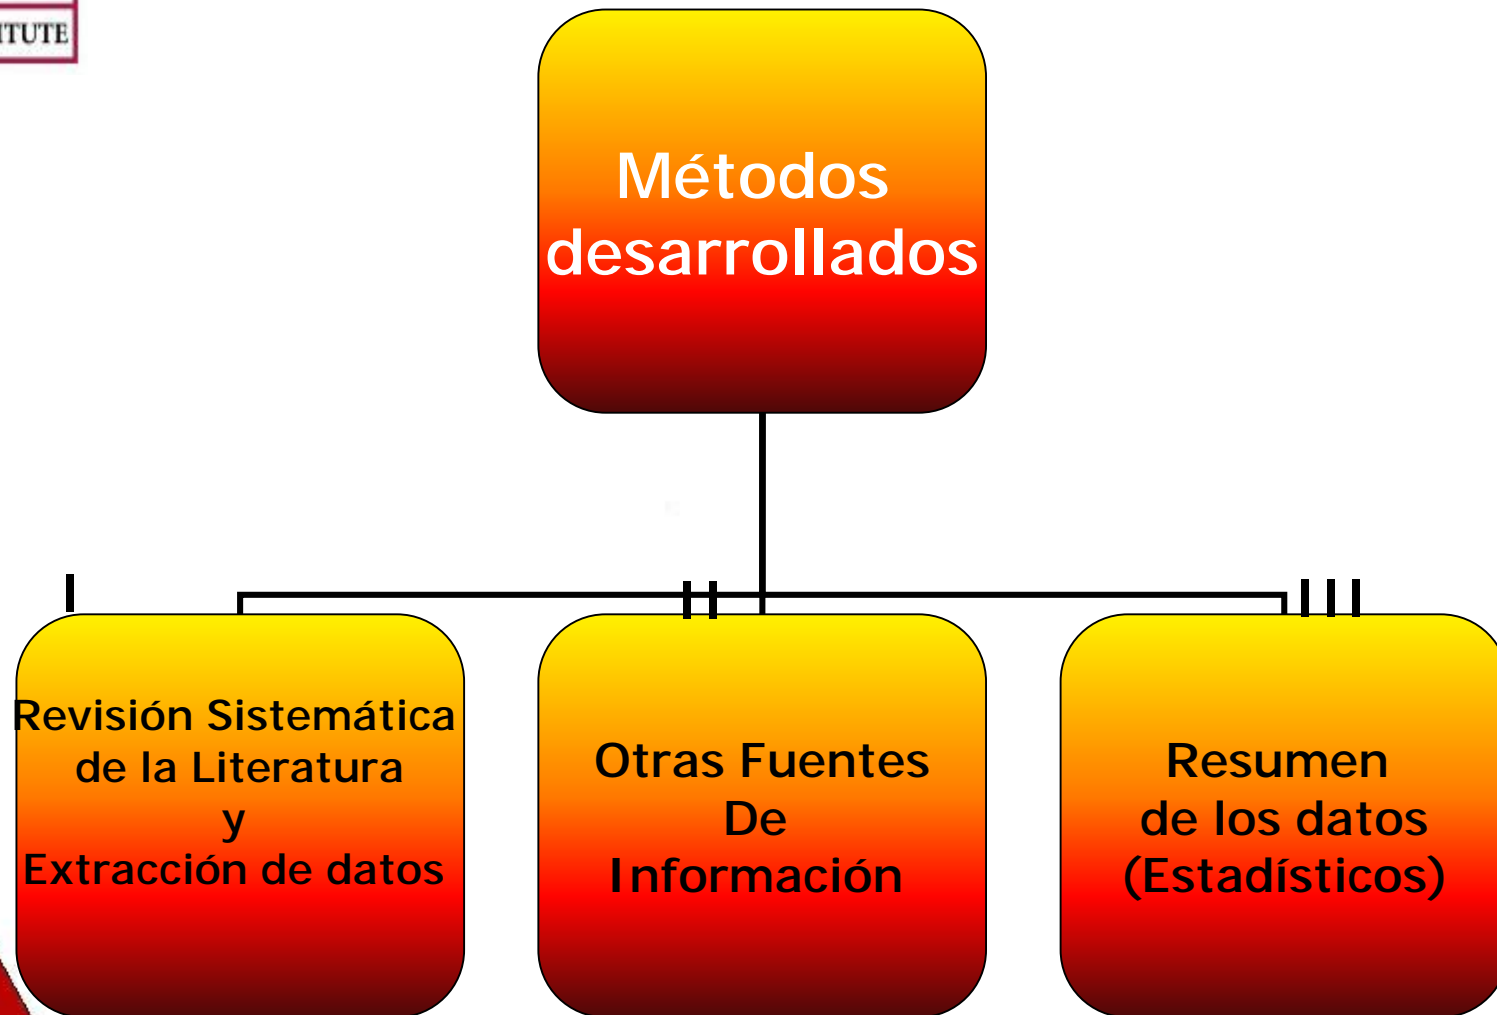 Métodos
desarrollados
I
Revisión Sistemática
de la Literatura
y
Extracción de datos
II
Otras Fuentes
De
Información
III
Resumen
de los datos
(Estadísticos)